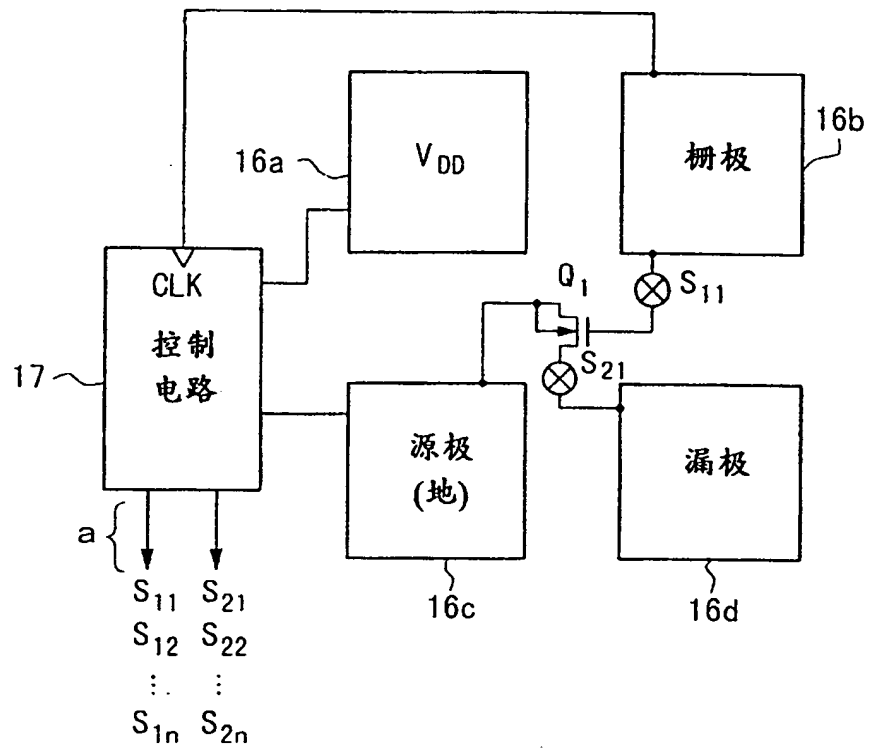 16a
V_DD
栅极
16b
CLK
控制
电路
17
Q_1
S_11
S_21
源极
(地)
漏极
a
S_11 S_21
S_12 S_22
⋮ ⋮
S_1n S_2n
16c
16d